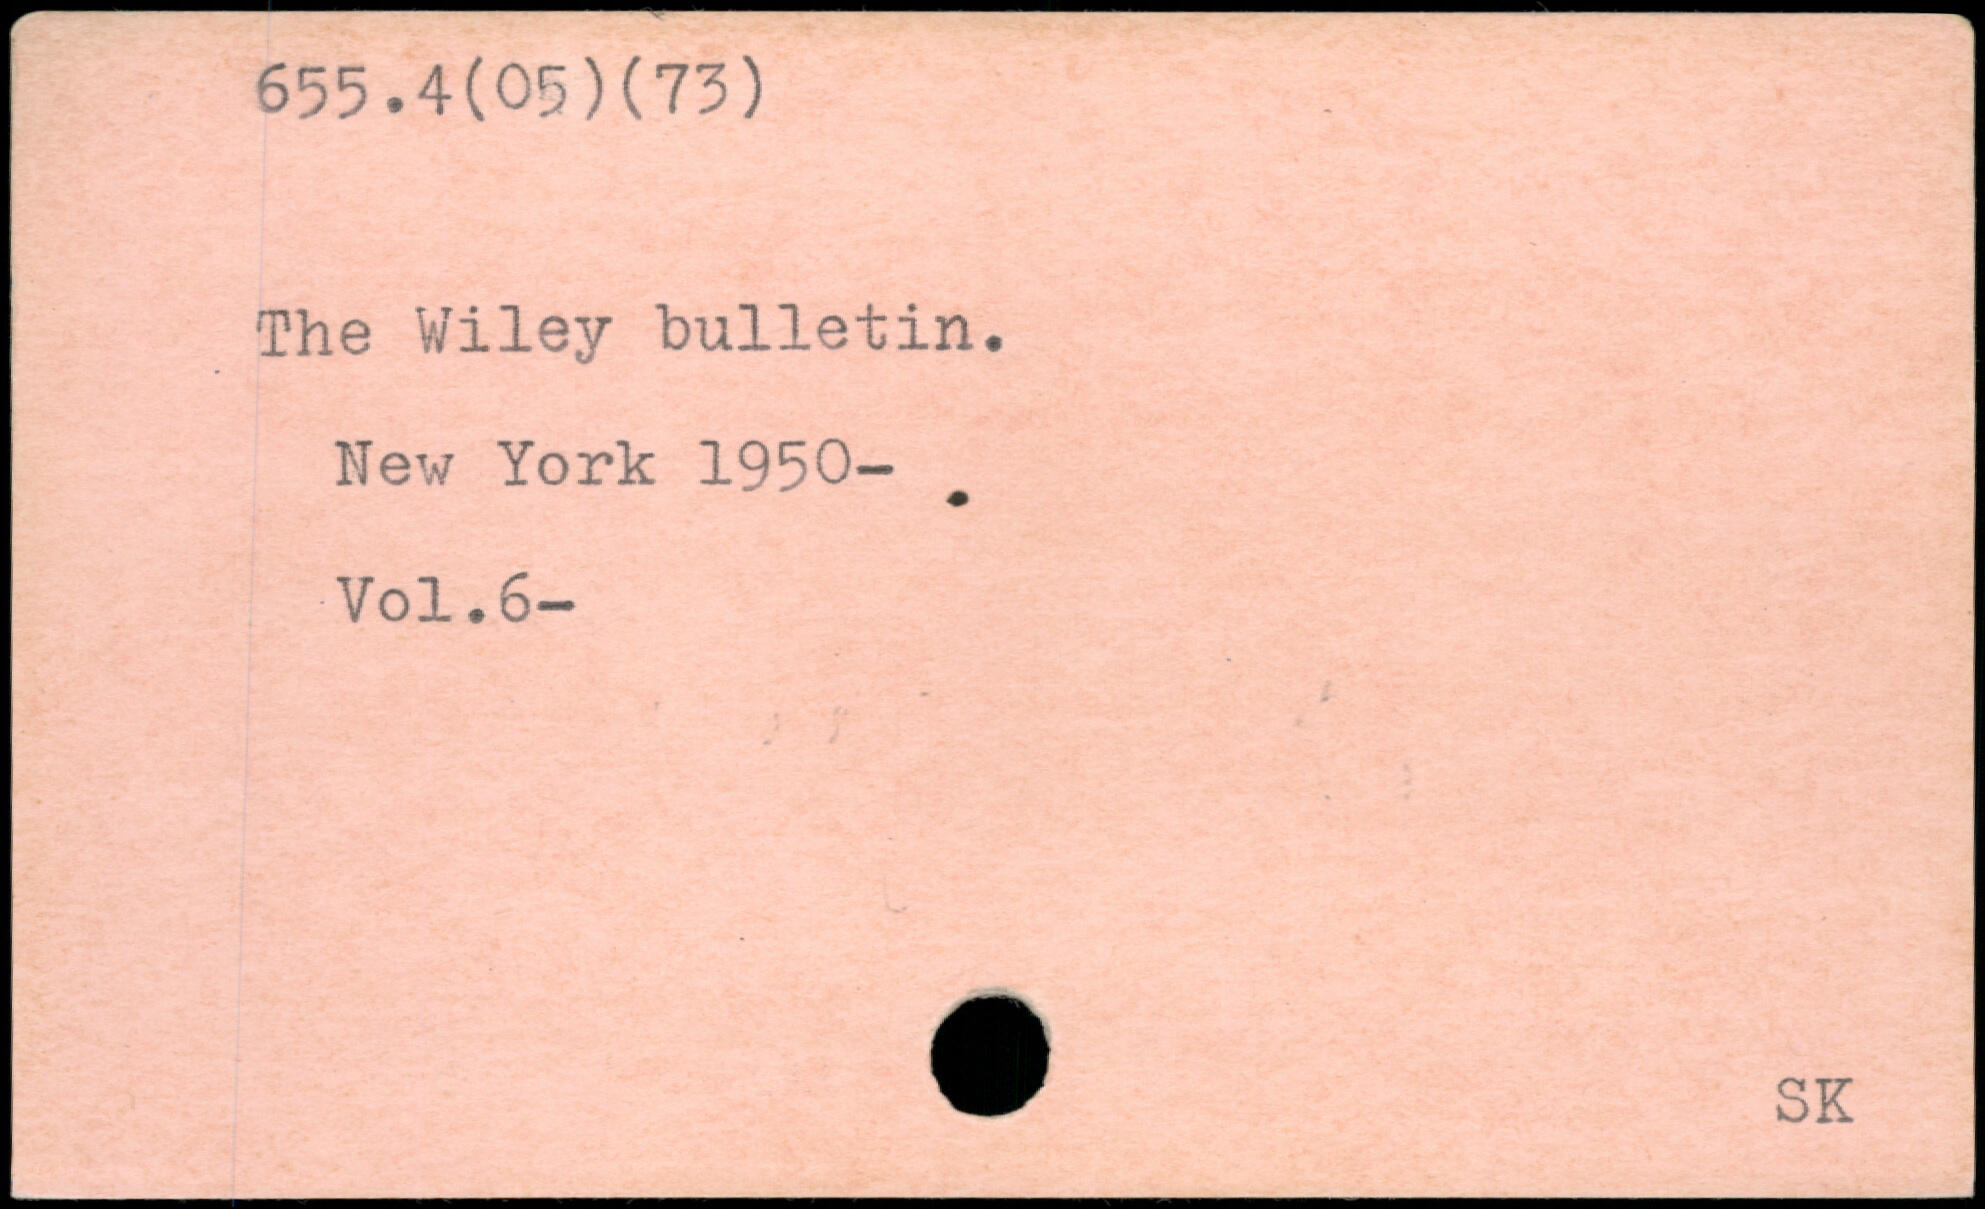 655.4(05)(73)
The Wiley bulletin.
New York 1950- .
Vol.6-
SK